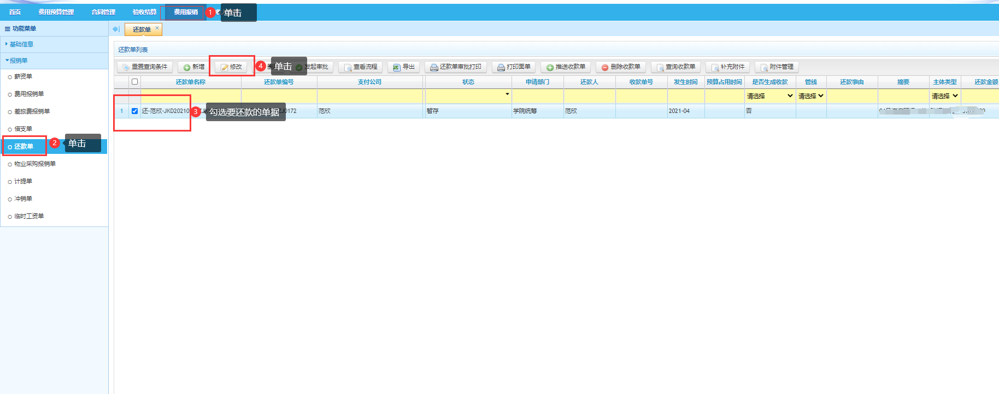 首页 费用预算管理 合同管理 验收结算 费用报销 1 单击
功能菜单
还款单
基础信息
报销单
薪资单
费用报销单
差旅费报销单
借支单
还款单 2 单击
物业采购报销单
计提单
冲销单
临时工资单
还款单列表
重置查询条件 新增 修改 4 单击 发起审批 查看流程 导出 还款单审批打印 打印面单 推送收款单 删除收款单 查询收款单 补充附件 附件管理
还款单名称 还款单编号 支付公司 状态 申请部门 还款人 收款单号 发生时间 预算占用时间 是否生成收款 管线 还款事由 摘要 主体类型 还款金额
请选择 请选择 请选择
1 还-范欣-JKD20210 3 勾选要还款的单据 J0172 范欣 暂存 学院统筹 范欣 2021-04 否